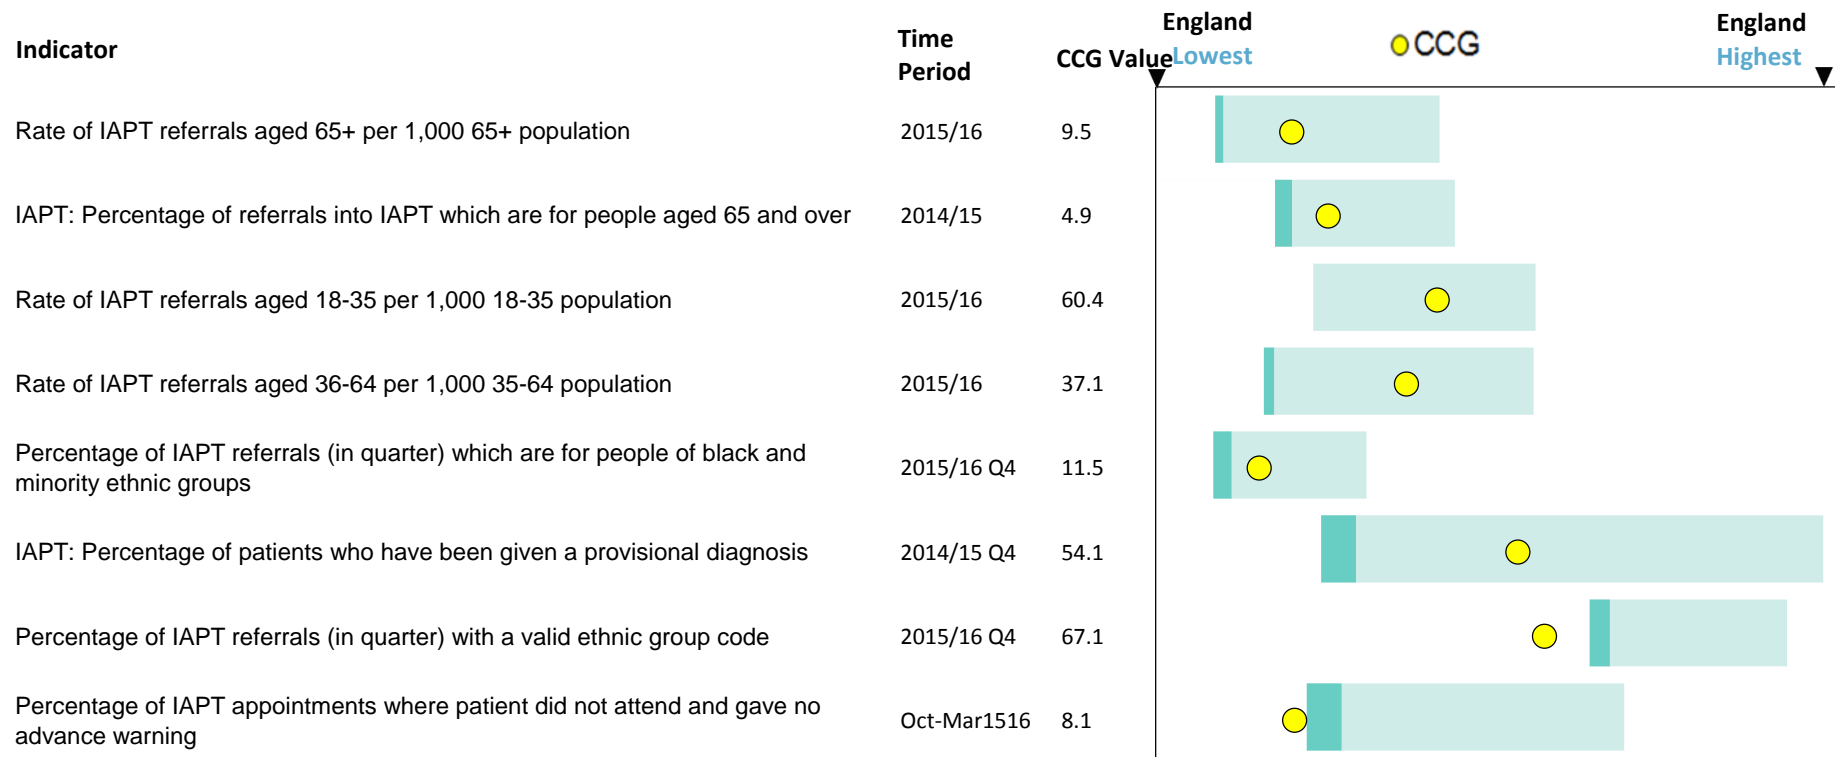 Indicator
Time
Period
CCG Value
England
Lowest
CCG
England
Highest
Rate of IAPT referrals aged 65+ per 1,000 65+ population 2015/16 9.5
IAPT: Percentage of referrals into IAPT which are for people aged 65 and over 2014/15 4.9
Rate of IAPT referrals aged 18-35 per 1,000 18-35 population 2015/16 60.4
Rate of IAPT referrals aged 36-64 per 1,000 35-64 population 2015/16 37.1
Percentage of IAPT referrals (in quarter) which are for people of black and
minority ethnic groups
2015/16 Q4 11.5
IAPT: Percentage of patients who have been given a provisional diagnosis 2014/15 Q4 54.1
Percentage of IAPT referrals (in quarter) with a valid ethnic group code 2015/16 Q4 67.1
Percentage of IAPT appointments where patient did not attend and gave no
advance warning
Oct-Mar1516 8.1